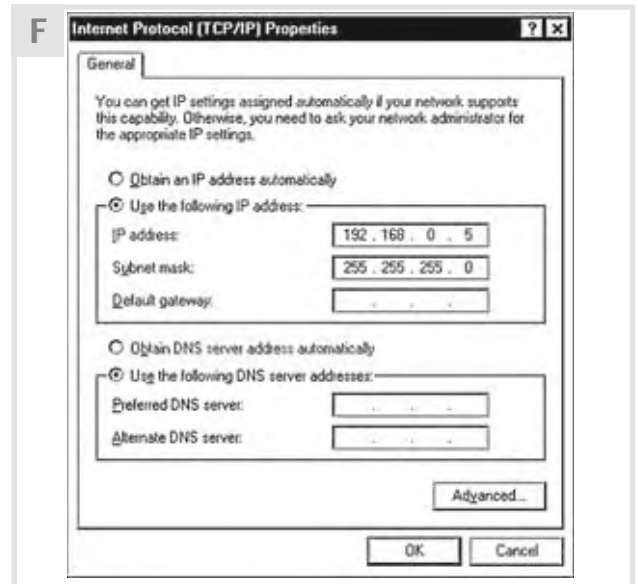 F
Internet Protocol (TCP/IP) Properties
General
You can get IP settings assigned automatically if your network supports
this capability. Otherwise, you need to ask your network administrator for
the appropriate IP settings.
Obtain an IP address automatically
Use the following IP address:
IP address: 192 . 168 . 0 . 5
Subnet mask: 255 . 255 . 255 . 0
Default gateway: . . .
Obtain DNS server address automatically
Use the following DNS server addresses:
Preferred DNS server: . . .
Alternate DNS server: . . .
Advanced...
OK Cancel